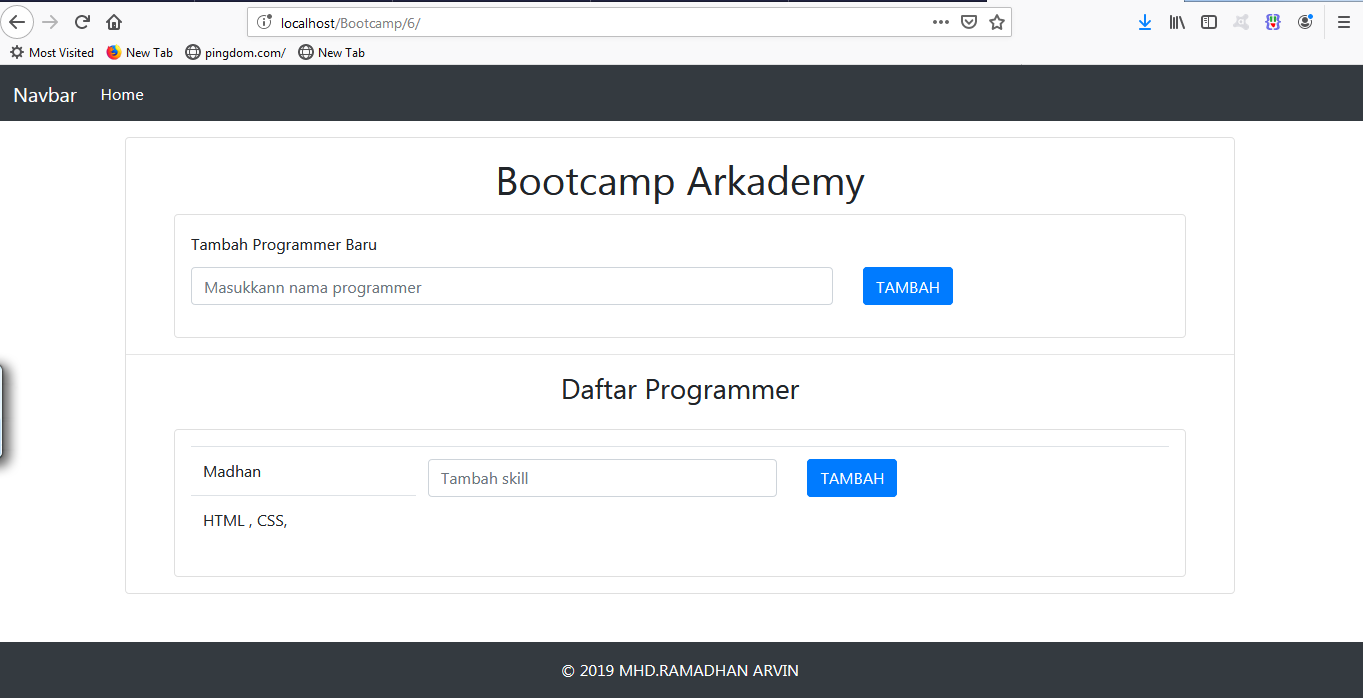 localhost/Bootcamp/6/
Most Visited New Tab pingdom.com/ New Tab
Navbar Home
Bootcamp Arkademy
Tambah Programmer Baru
Masukkann nama programmer TAMBAH
Daftar Programmer
Madhan Tambah skill TAMBAH
HTML , CSS,
© 2019 MHD.RAMADHAN ARVIN